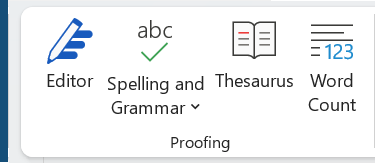 abc
123
Editor
Spelling and
Grammar
Thesaurus
Word
Count
Proofing